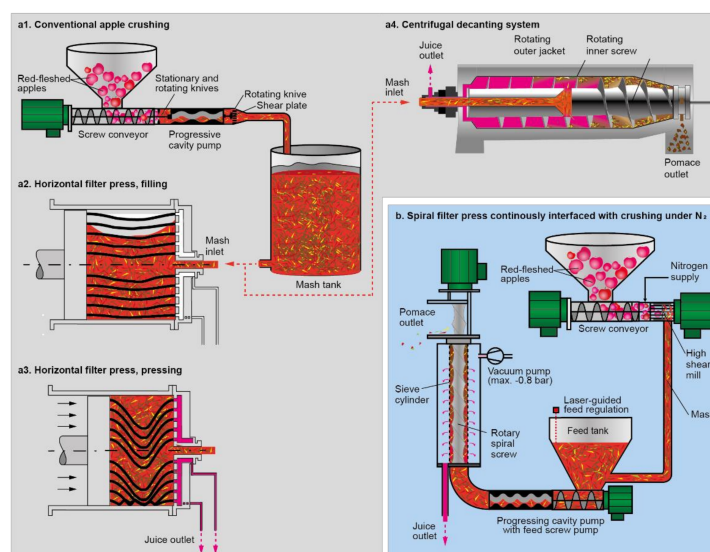 a1. Conventional apple crushing
Red-fleshed
apples
Stationary and
rotating knives
Rotating knive
Shear plate
Screw conveyor
Progressive
cavity pump
a2. Horizontal filter press, filling
Mash
inlet
Mash tank
a3. Horizontal filter press, pressing
Juice outlet
a4. Centrifugal decanting system
Juice
outlet
Rotating
outer jacket
Rotating
inner screw
Mash
inlet
Pomace
outlet
b. Spiral filter press continously interfaced with crushing under N₂
Red-fleshed
apples
Nitrogen
supply
Screw conveyor
High
shear
mill
Pomace
outlet
Vacuum pump
(max. -0.8 bar)
Sieve
cylinder
Laser-guided
feed regulation
Mas
Feed tank
Rotary
spiral
screw
Progressing cavity pump
with feed screw pump
Juice
outlet